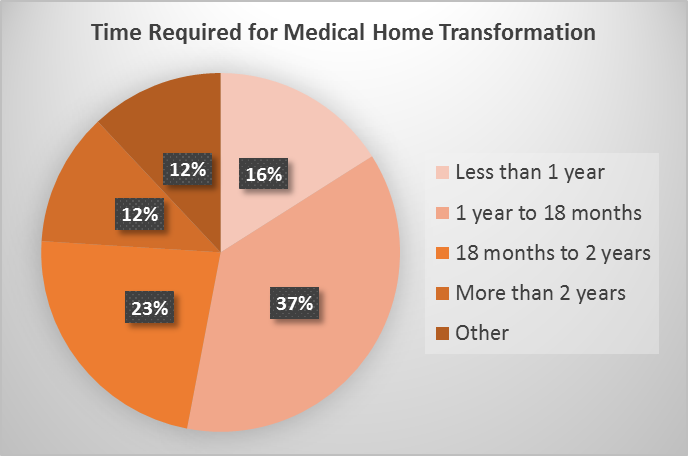 Time Required for Medical Home Transformation
12%
16%
12%
23%
37%
Less than 1 year
1 year to 18 months
18 months to 2 years
More than 2 years
Other